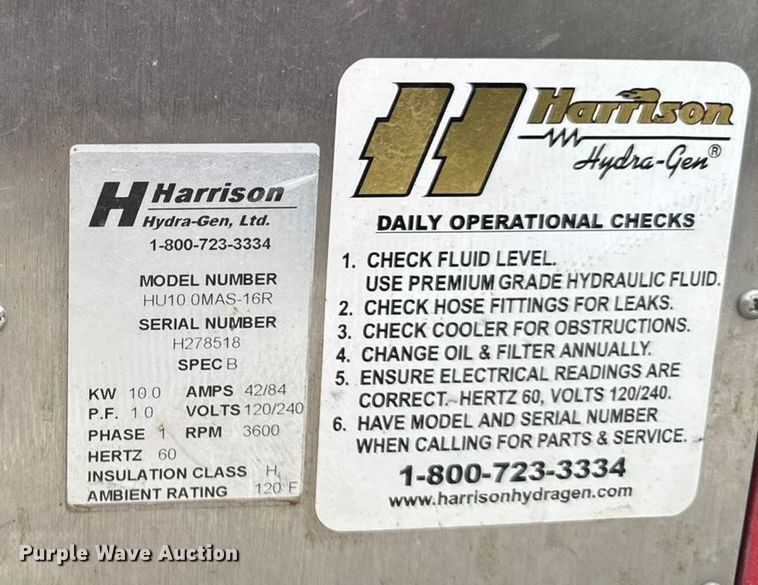 H Harrison
Hydra-Gen, Ltd.
1-800-723-3334
MODEL NUMBER
HU10.0MAS-16R
SERIAL NUMBER
H278518
SPEC B
KW 10.0 AMPS 42/84
P.F. 1.0 VOLTS 120/240
PHASE 1 RPM 3600
HERTZ 60
INSULATION CLASS H
AMBIENT RATING 120 F
H Harrison
Hydra-Gen®
DAILY OPERATIONAL CHECKS
1. CHECK FLUID LEVEL.
USE PREMIUM GRADE HYDRAULIC FLUID.
2. CHECK HOSE FITTINGS FOR LEAKS.
3. CHECK COOLER FOR OBSTRUCTIONS.
4. CHANGE OIL & FILTER ANNUALLY.
5. ENSURE ELECTRICAL READINGS ARE
CORRECT. HERTZ 60, VOLTS 120/240.
6. HAVE MODEL AND SERIAL NUMBER
WHEN CALLING FOR PARTS & SERVICE.
1-800-723-3334
www.harrisonhydragen.com
Purple Wave Auction